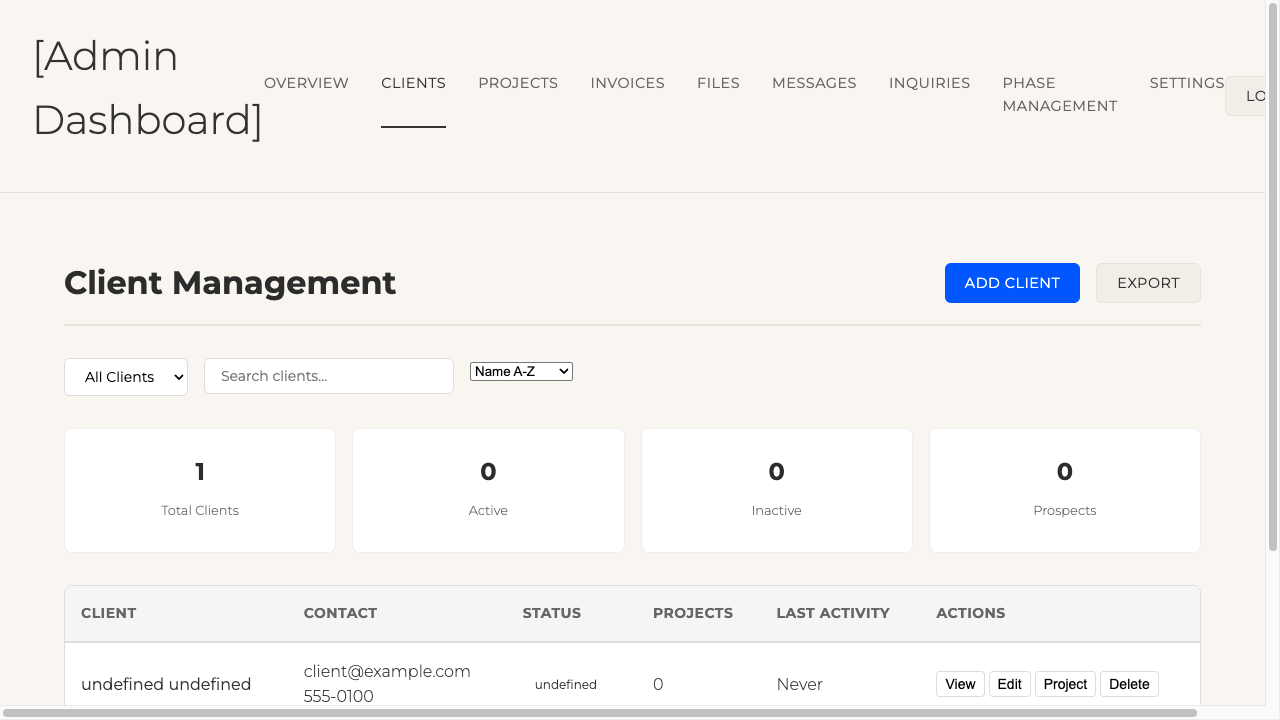 [Admin
Dashboard]
OVERVIEW
CLIENTS
PROJECTS
INVOICES
FILES
MESSAGES
INQUIRIES
PHASE
MANAGEMENT
SETTINGS
LO
Client Management
ADD CLIENT
EXPORT
All Clients
Search clients...
Name A-Z
1
Total Clients
0
Active
0
Inactive
0
Prospects
CLIENT CONTACT STATUS PROJECTS LAST ACTIVITY ACTIONS
undefined undefined
client@example.com
555-0100
undefined
0
Never
View
Edit
Project
Delete